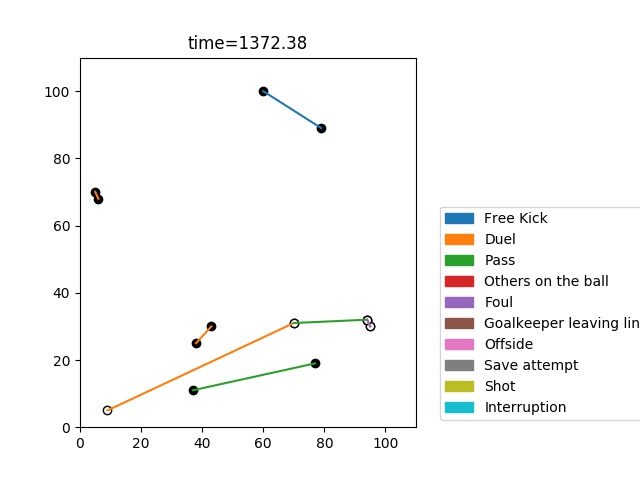 time=1372.38
100
80
60
40
20
0
0 20 40 60 80 100
Free Kick
Duel
Pass
Others on the ball
Foul
Goalkeeper leaving lin
Offside
Save attempt
Shot
Interruption